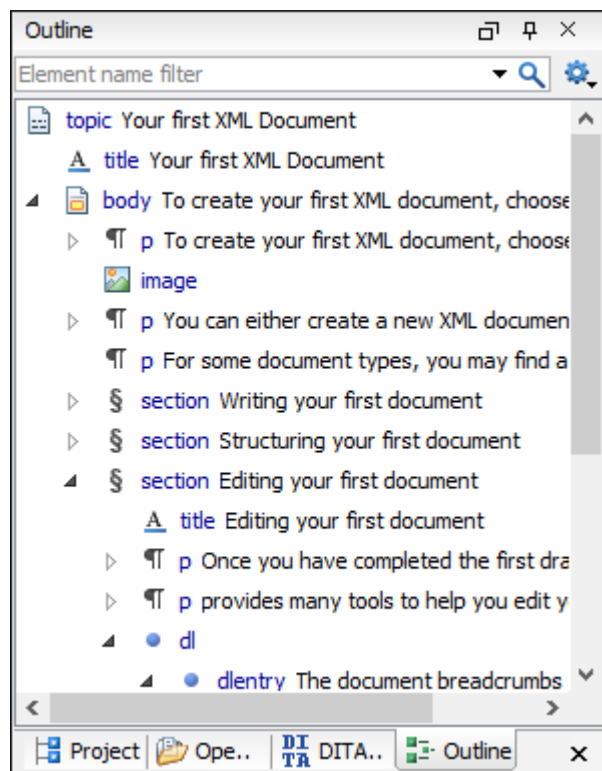 Outline
Element name filter
topic Your first XML Document
A title Your first XML Document
body To create your first XML document, choose
¶ p To create your first XML document, choose
image
¶ p You can either create a new XML documen
¶ p For some document types, you may find a
§ section Writing your first document
§ section Structuring your first document
§ section Editing your first document
A title Editing your first document
¶ p Once you have completed the first dra
¶ p provides many tools to help you edit y
dl
dlentry The document breadcrumbs
Project Ope.. DITA DITA.. Outline